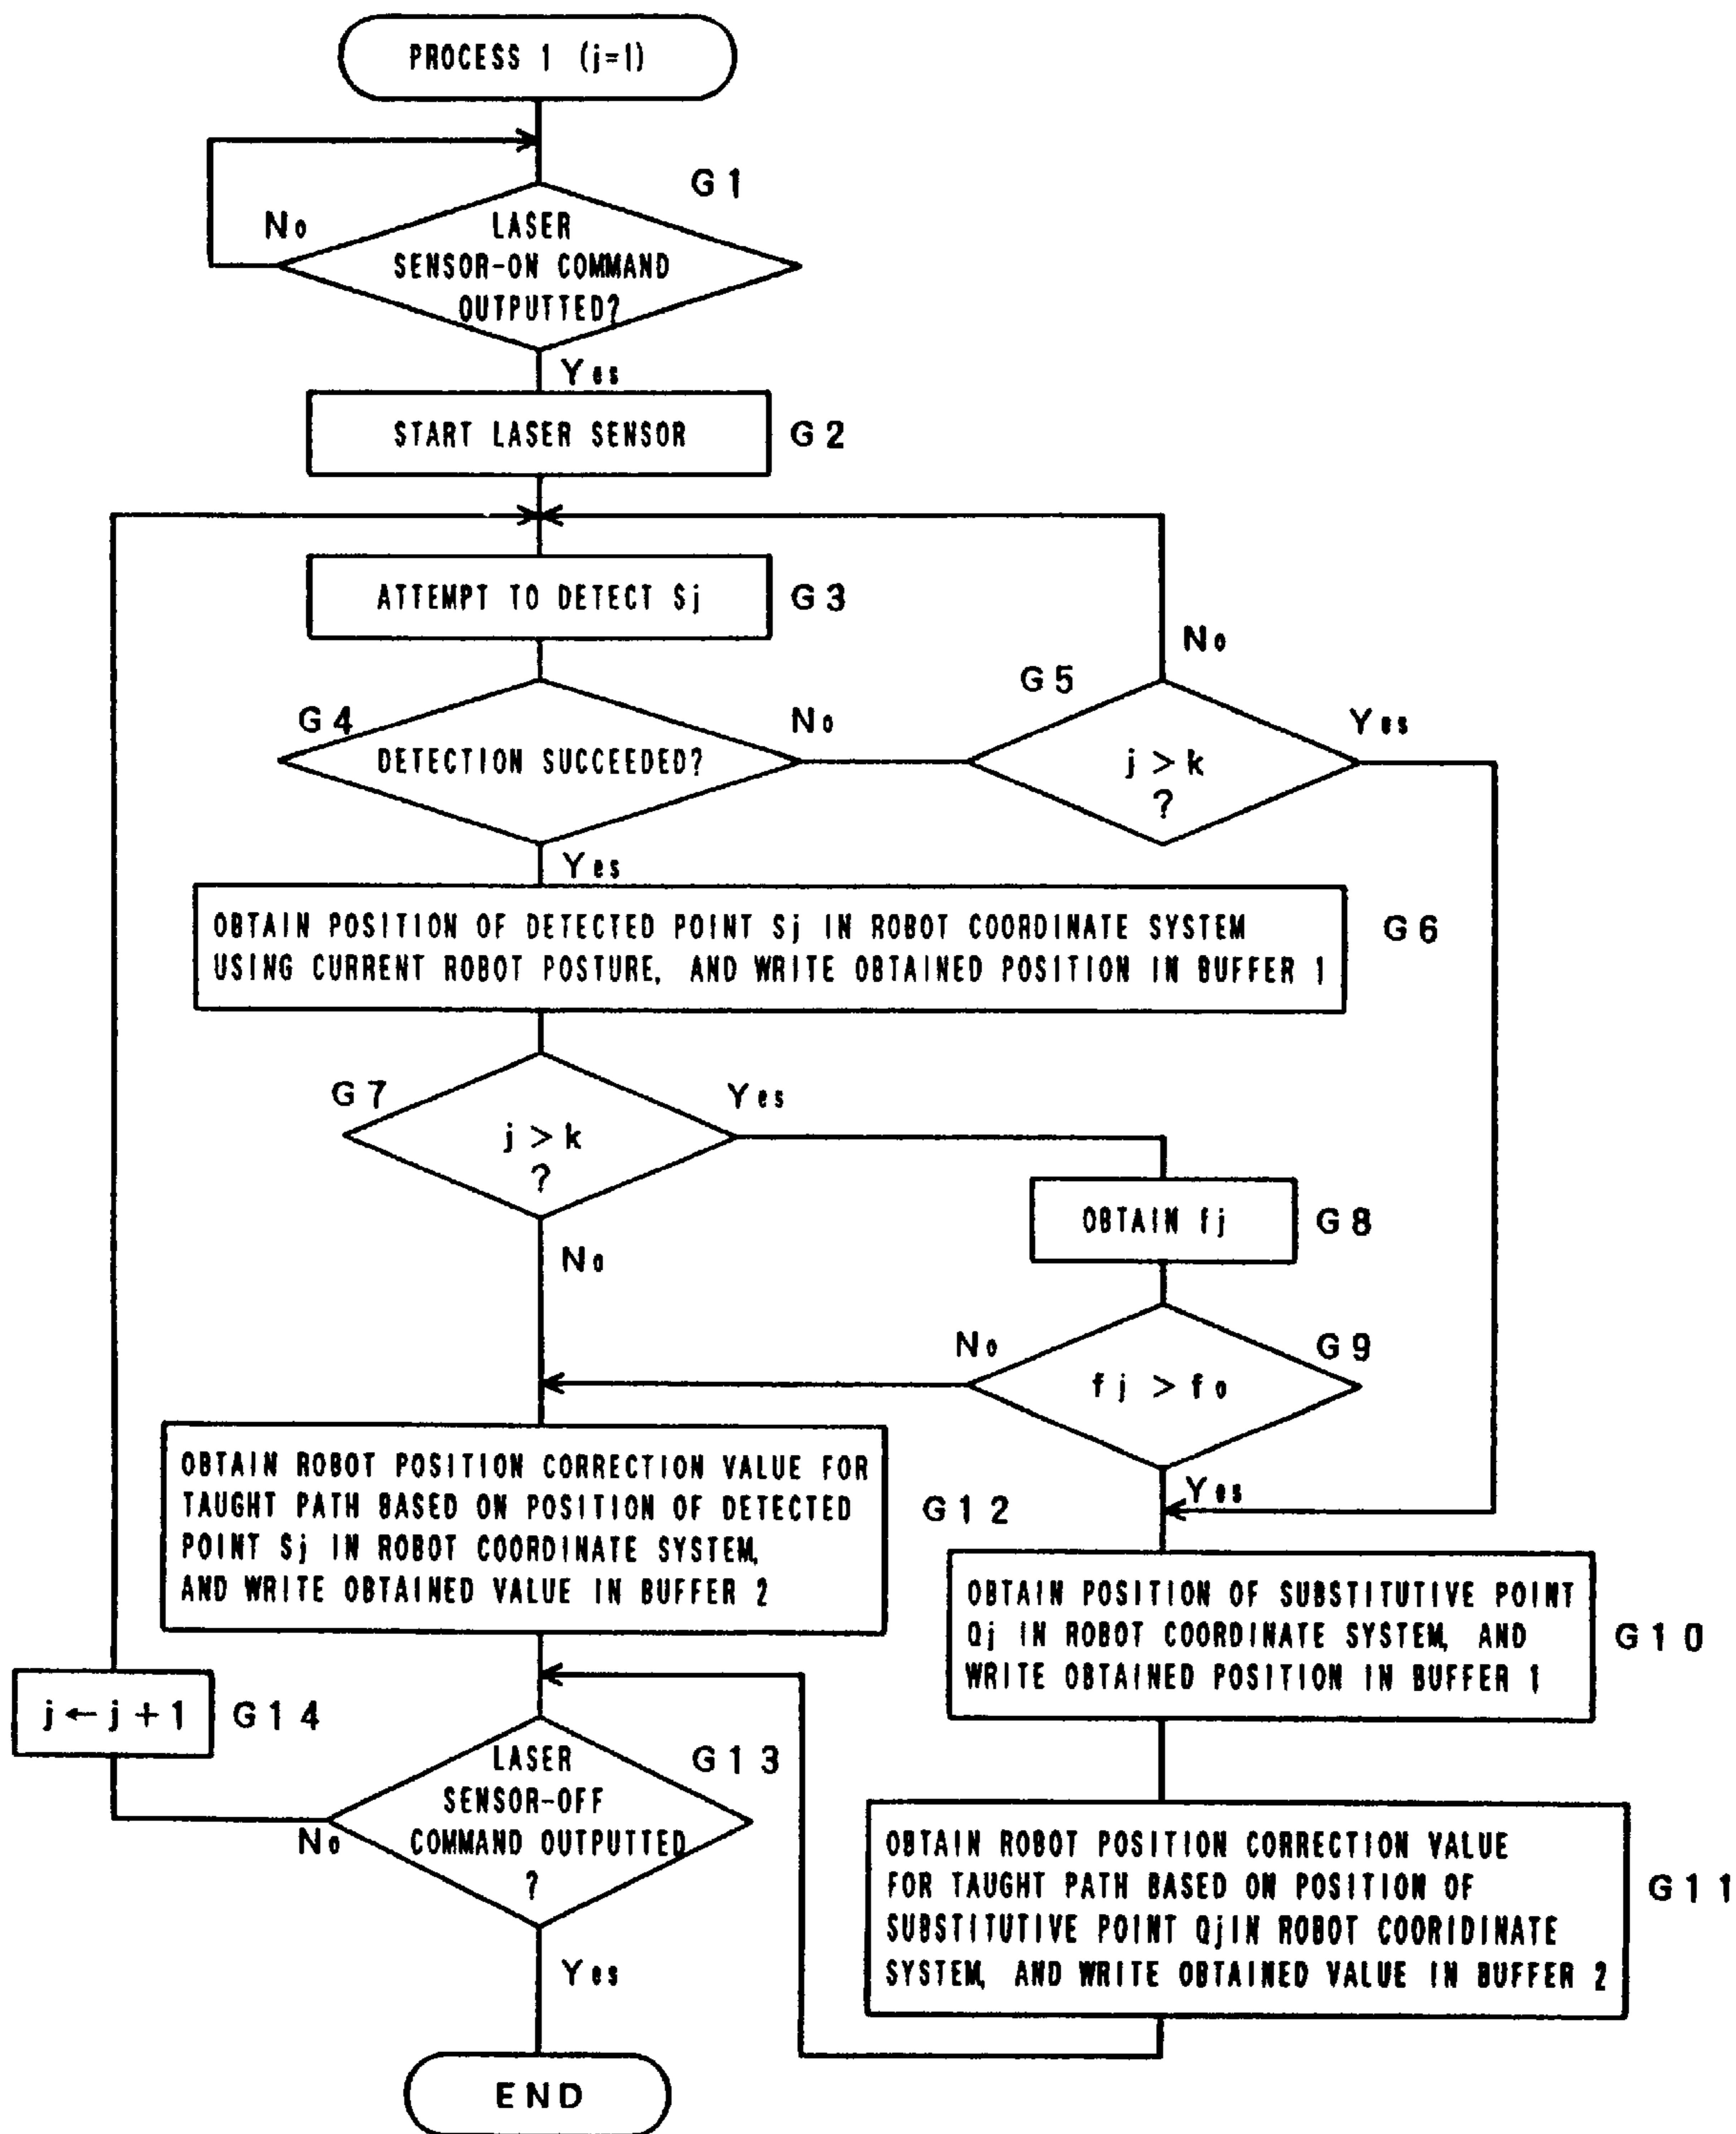 PROCESS 1 (j=1)
G1
No
LASER
SENSOR-ON COMMAND
OUTPUTTED?
Yes
START LASER SENSOR
G2
ATTEMPT TO DETECT Sj
G3
No
G5
G4
No
Yes
DETECTION SUCCEEDED?
j > k
?
Yes
OBTAIN POSITION OF DETECTED POINT Sj IN ROBOT COORDINATE SYSTEM
USING CURRENT ROBOT POSTURE, AND WRITE OBTAINED POSITION IN BUFFER 1
G6
G7
Yes
j > k
?
OBTAIN fj
G8
No
No
G9
fj > fo
Yes
OBTAIN ROBOT POSITION CORRECTION VALUE FOR
TAUGHT PATH BASED ON POSITION OF DETECTED
POINT Sj IN ROBOT COORDINATE SYSTEM,
AND WRITE OBTAINED VALUE IN BUFFER 2
G12
OBTAIN POSITION OF SUBSTITUTIVE POINT
Qj IN ROBOT COORDINATE SYSTEM, AND
WRITE OBTAINED POSITION IN BUFFER 1
G10
j←j+1
G14
LASER
SENSOR-OFF
COMMAND OUTPUTTED
?
G13
No
OBTAIN ROBOT POSITION CORRECTION VALUE
FOR TAUGHT PATH BASED ON POSITION OF
SUBSTITUTIVE POINT QjIN ROBOT COORIDINATE
SYSTEM, AND WRITE OBTAINED VALUE IN BUFFER 2
G11
Yes
END